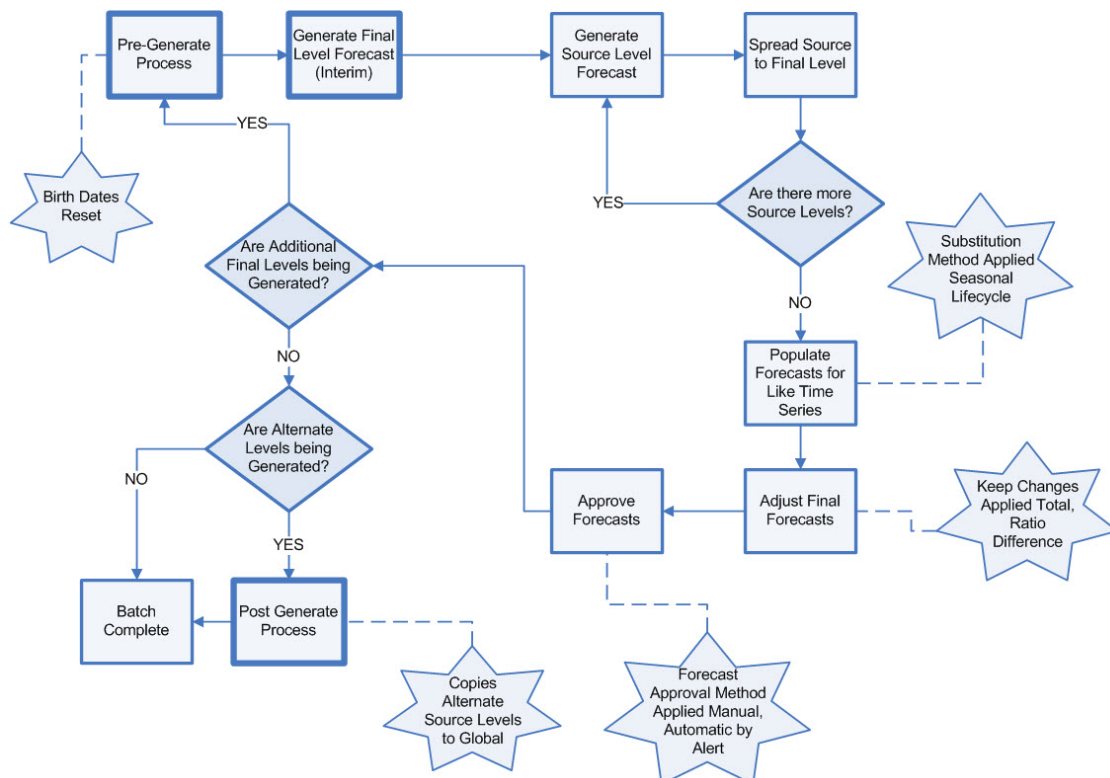 Pre-Generate
Process
Generate Final
Level Forecast
(Interim)
Generate
Source Level
Forecast
Spread Source
to Final Level
YES
Birth Dates
Reset
YES
Are there more
Source Levels?
Substitution
Method Applied
Seasonal
Lifecycle
Are Additional
Final Levels being
Generated?
NO
NO
Populate
Forecasts for
Like Time
Series
Are Alternate
Levels being
Generated?
NO
YES
Approve
Forecasts
Adjust Final
Forecasts
Keep Changes
Applied Total,
Ratio
Difference
Batch
Complete
Post Generate
Process
Copies
Alternate
Source Levels
to Global
Forecast
Approval Method
Applied Manual,
Automatic by
Alert